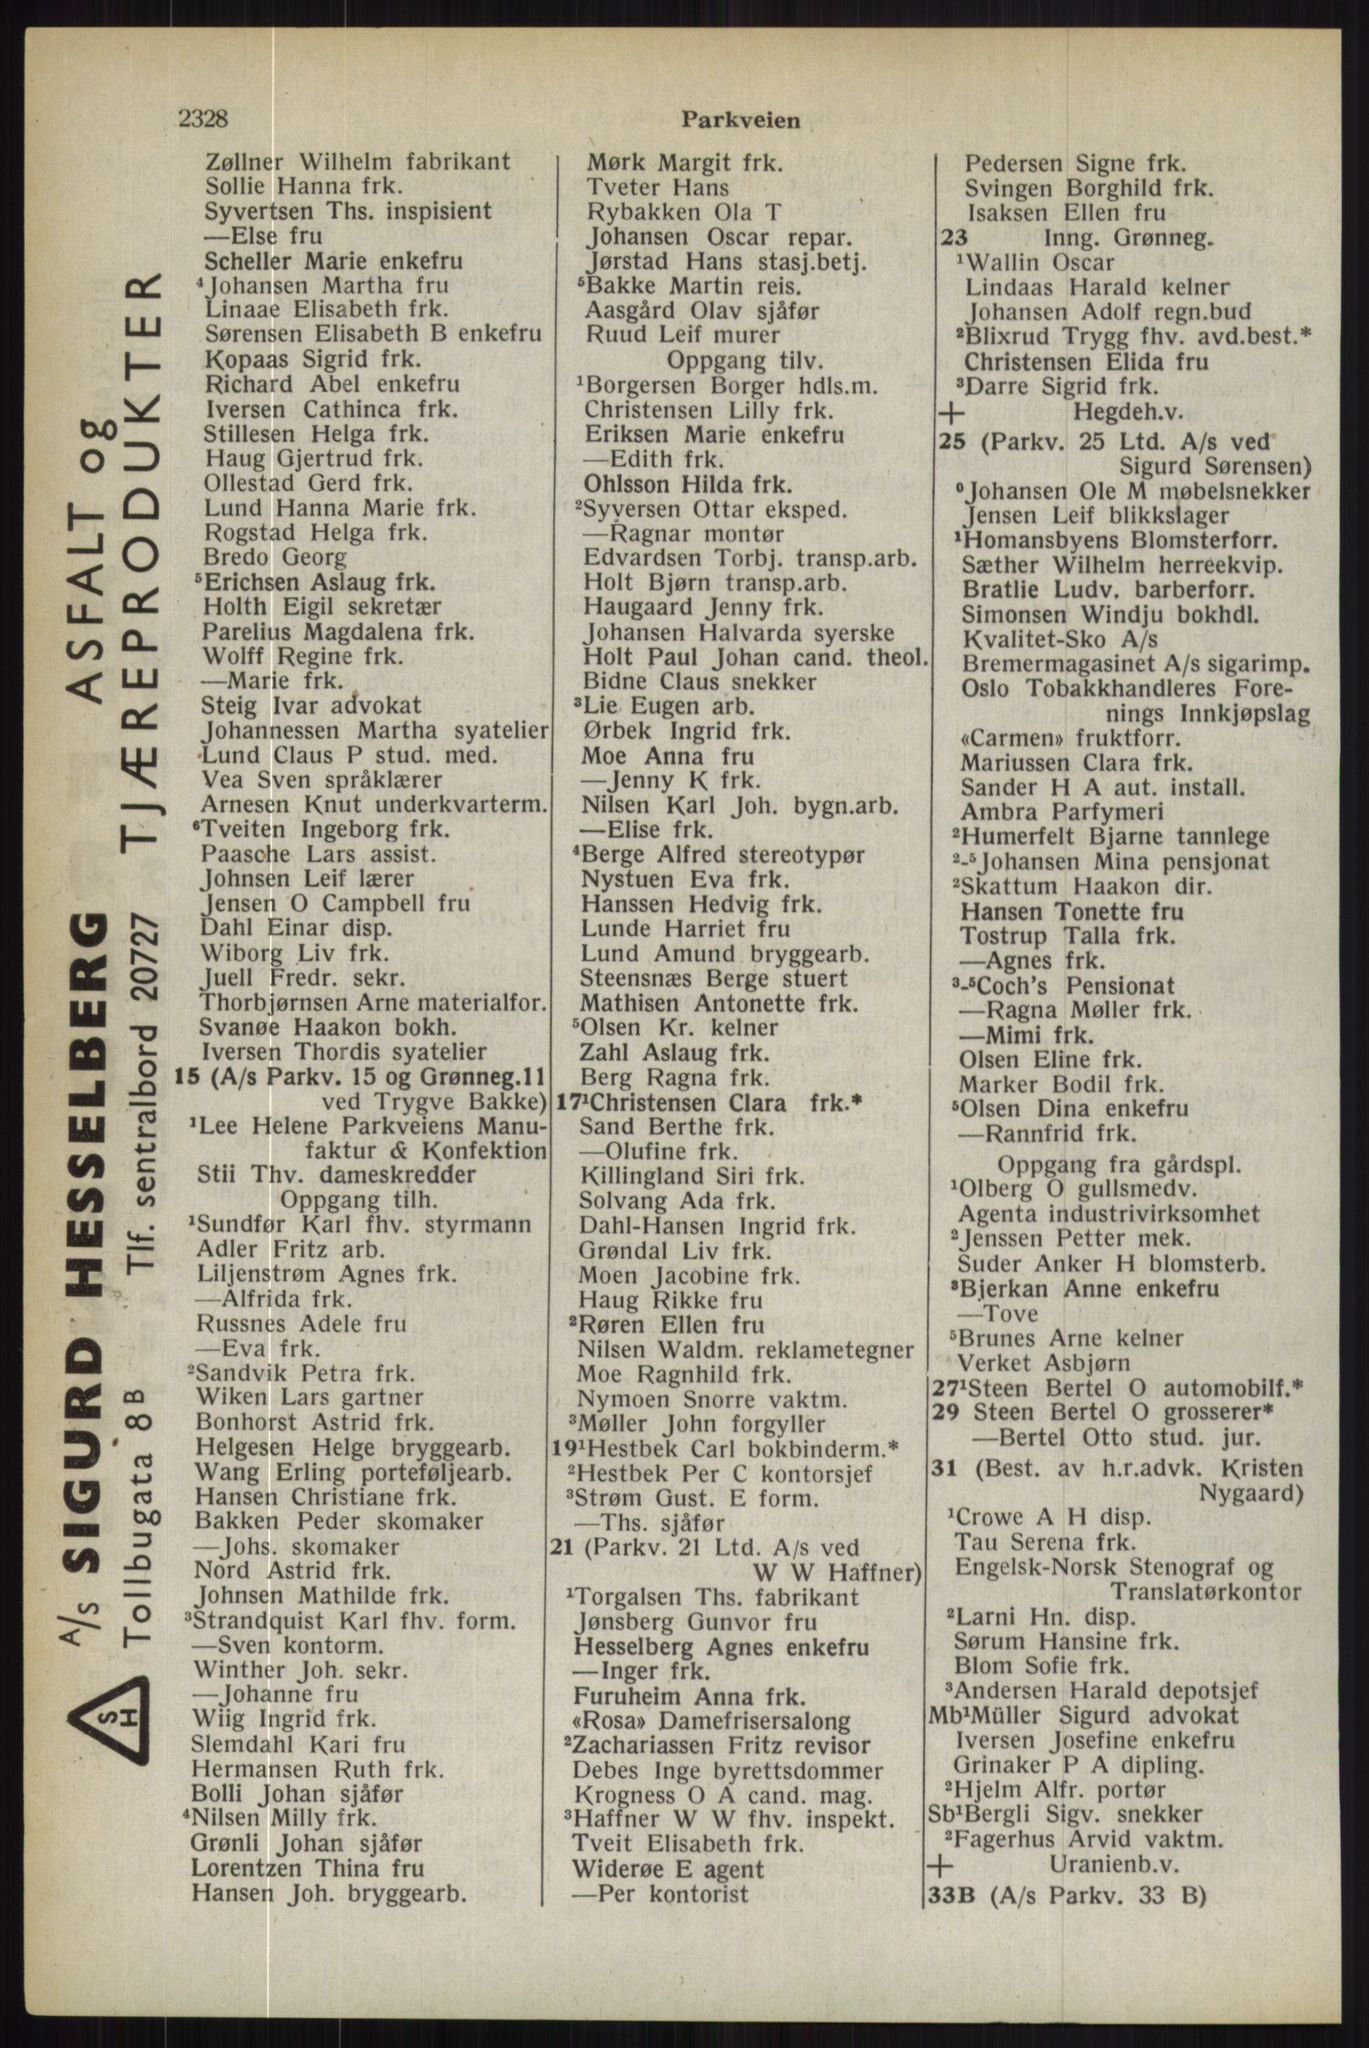 2328
Parkveien
Zøllner Wilhelm fabrikant
Sollie Hanna frk.
Syvertsen Ths. inspisient
—Else fru
Scheller Marie enkefru
⁴Johansen Martha fru
Linaae Elisabeth frk.
Sørensen Elisabeth B enkefru
Kopaas Sigrid frk.
Richard Abel enkefru
Iversen Cathinca frk.
Stillesen Helga frk.
Haug Gjertrud frk.
Ollestad Gerd frk.
Lund Hanna Marie frk.
Rogstad Helga frk.
Bredo Georg
⁵Erichsen Aslaug frk.
Holth Eigil sekretær
Parelius Magdalena frk.
Wolff Regine frk.
—Marie frk.
Steig Ivar advokat
Johannessen Martha syatelier
Lund Claus P stud. med.
Vea Sven språklærer
Arnesen Knut underkvarterm.
⁶Tveiten Ingeborg frk.
Paasche Lars assist.
Johnsen Leif lærer
Jensen O Campbell fru
Dahl Einar disp.
Wiborg Liv frk.
Juell Fredr. sekr.
Thorbjørnsen Arne materialfor.
Svanøe Haakon bokh.
Iversen Thordis syatelier
15 (A/s Parkv. 15 og Grønneg.11
ved Trygve Bakke)
¹Lee Helene Parkveiens Manu-
faktur & Konfektion
Stii Thv. dameskredder
Oppgang tilh.
¹Sundfør Karl fhv. styrmann
Adler Fritz arb.
Liljenstrøm Agnes frk.
—Alfrida frk.
Russnes Adele fru
—Eva frk.
²Sandvik Petra frk.
Wiken Lars gartner
Bonhorst Astrid frk.
Helgesen Helge bryggearb.
Wang Erling porteføljearb.
Hansen Christiane frk.
Bakken Peder skomaker
—Johs. skomaker
Nord Astrid frk.
Johnsen Mathilde frk.
³Strandquist Karl fhv. form.
—Sven kontorm.
Winther Joh. sekr.
—Johanne fru
Wiig Ingrid frk.
Slemdahl Kari fru
Hermansen Ruth frk.
Bolli Johan sjåfør
⁴Nilsen Milly frk.
Grønli Johan sjåfør
Lorentzen Thina fru
Hansen Joh. bryggearb.
Mørk Margit frk.
Tveter Hans
Rybakken Ola T
Johansen Oscar repar.
Jørstad Hans stasj.betj.
⁵Bakke Martin reis.
Aasgård Olav sjåfør
Ruud Leif murer
Oppgang tilv.
¹Borgersen Borger hdls.m.
Christensen Lilly frk.
Eriksen Marie enkefru
—Edith frk.
Ohlsson Hilda frk.
²Syversen Ottar eksped.
—Ragnar montør
Edvardsen Torbj. transp.arb.
Holt Bjørn transp.arb.
Haugaard Jenny frk.
Johansen Halvarda syerske
Holt Paul Johan cand. theol.
Bidne Claus snekker
³Lie Eugen arb.
Ørbek Ingrid frk.
Moe Anna fru
—Jenny K frk.
Nilsen Karl Joh. bygn.arb.
—Elise frk.
⁴Berge Alfred stereotypør
Nystuen Eva frk.
Hanssen Hedvig frk.
Lunde Harriet fru
Lund Amund bryggearb.
Steensnæs Berge stuert
Mathisen Antonette frk.
⁵Olsen Kr. kelner
Zahl Aslaug frk.
Berg Ragna frk.
17¹Christensen Clara frk.*
Sand Berthe frk.
—Olufine frk.
Killingland Siri frk.
Solvang Ada frk.
Dahl-Hansen Ingrid frk.
Grøndal Liv frk.
Moen Jacobine frk.
Haug Rikke fru
²Røren Ellen fru
Nilsen Waldm. reklametegner
Moe Ragnhild frk.
Nymoen Snorre vaktm.
³Møller John forgyller
19¹Hestbek Carl bokbinderm.*
²Hestbek Per C kontorsjef
³Strøm Gust. E form.
—Ths. sjåfør
21 (Parkv. 21 Ltd. A/s ved
W W Haffner)
¹Torgalsen Ths. fabrikant
Jønsberg Gunvor fru
Hesselberg Agnes enkefru
—Inger frk.
Furuheim Anna frk.
«Rosa» Damefrisersalong
²Zachariassen Fritz revisor
Debes Inge byrettsdommer
Krogness O A cand. mag.
³Haffner W W fhv. inspekt.
Tveit Elisabeth frk.
Widerøe E agent
—Per kontorist
Pedersen Signe frk.
Svingen Borghild frk.
Isaksen Ellen fru
23 Inng. Grønneg.
¹Wallin Oscar
Lindaas Harald kelner
Johansen Adolf regn.bud
²Blixrud Trygg fhv. avd.best.*
Christensen Elida fru
³Darre Sigrid frk.
+ Hegdeh.v.
25 (Parkv. 25 Ltd. A/s ved
Sigurd Sørensen)
⁰Johansen Ole M møbelsnekker
Jensen Leif blikkslager
¹Homansbyens Blomsterforr.
Sæther Wilhelm herreekvip.
Bratlie Ludv. barberforr.
Simonsen Windju bokhdl.
Kvalitet-Sko A/s
Bremermagasinet A/s sigarimp.
Oslo Tobakkhandleres Fore-
nings Innkjøpslag
«Carmen» fruktforr.
Mariussen Clara frk.
Sander H A aut. install.
Ambra Parfymeri
²Humerfelt Bjarne tannlege
²-⁵Johansen Mina pensjonat
²Skattum Haakon dir.
Hansen Tonette fru
Tostrup Talla frk.
—Agnes frk.
³-⁵Coch's Pensionat
—Ragna Møller frk.
—Mimi frk.
Olsen Eline frk.
Marker Bodil frk.
⁵Olsen Dina enkefru
—Rannfrid frk.
Oppgang fra gårdspl.
¹Olberg O gullsmedv.
Agenta industrivirksomhet
²Jenssen Petter mek.
Suder Anker H blomsterb.
³Bjerkan Anne enkefru
—Tove
⁵Brunes Arne kelner
Verket Asbjørn
27¹Steen Bertel O automobilf.*
29 Steen Bertel O grosserer*
—Bertel Otto stud. jur.
31 (Best. av h.r.advk. Kristen
Nygaard)
¹Crowe A H disp.
Tau Serena frk.
Engelsk-Norsk Stenograf og
Translatørkontor
²Larni Hn. disp.
Sørum Hansine frk.
Blom Sofie frk.
³Andersen Harald depotsjef
Mb¹Müller Sigurd advokat
Iversen Josefine enkefru
Grinaker P A dipling.
²Hjelm Alfr. portør
Sb¹Bergli Sigv. snekker
²Fagerhus Arvid vaktm.
+ Uranienb.v.
33B (A/s Parkv. 33 B)
A/s SIGURD HESSELBERG
Tollbugata 8B Tlf. sentralbord 20727
ASFALT og
TJÆREPRODUKTER
SH